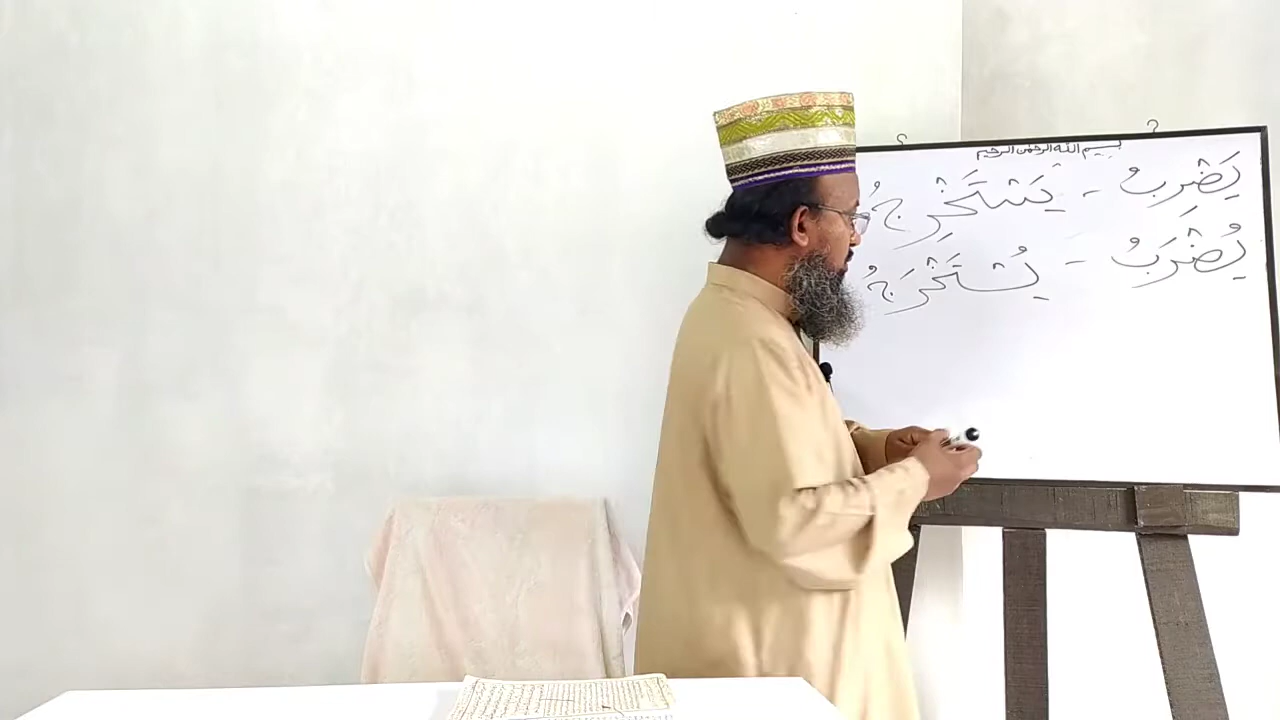 بسم الله الرحمن الرحيم
يَضْرِبُ - يَسْتَخْرِجُ
يُضْرَبُ - يُسْتَخْرَجُ